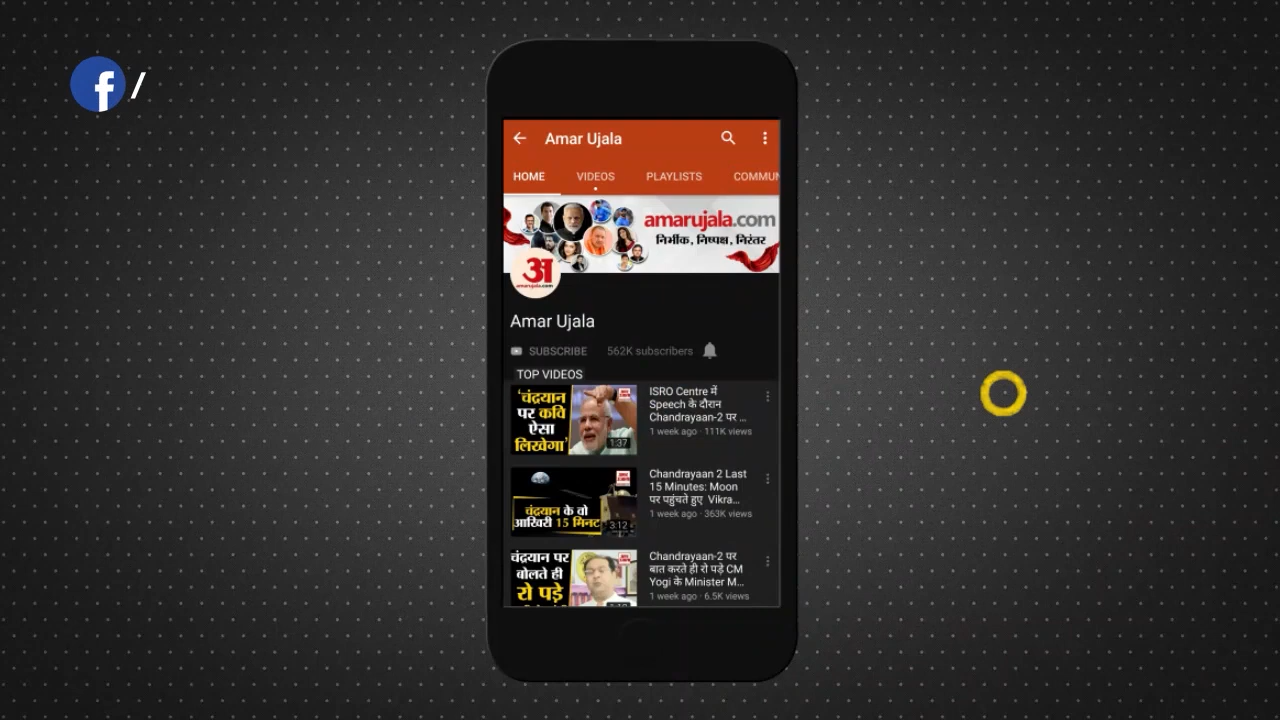 f /
Amar Ujala
HOME VIDEOS PLAYLISTS COMMUN
amarujala.com
निर्भीक, निष्पक्ष, निरंतर
अ
amarujala.com
Amar Ujala
SUBSCRIBE 562K subscribers
TOP VIDEOS
'चंद्रयान
पर कवि
ऐसा
लिखेगा'
1:37
ISRO Centre में
Speech के दौरान
Chandrayaan-2 पर ...
1 week ago · 111K views
चंद्रयान के वो
आखिरी 15 मिनट
3:12
Chandrayaan 2 Last
15 Minutes: Moon
पर पहुंचते हुए Vikra...
1 week ago · 363K views
चंद्रयान पर
बोलते ही
रो पड़े
Chandrayaan-2 पर
बात करते ही रो पड़े CM
Yogi के Minister M...
1 week ago · 6.5K views